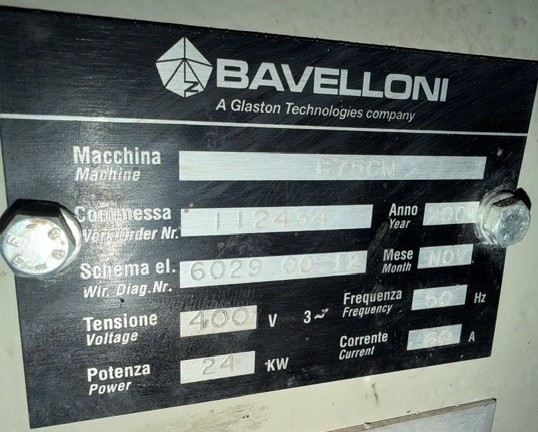 BAVELLONI
A Glaston Technologies company
Macchina
Machine B75CN
Commessa Anno
Work Order Nr. Year
Schema el. 6029 00 12 Mese NOV
Wir. Diag. Nr. Month
Tensione 400 V 3~ Frequenza 50 Hz
Voltage Frequency
Potenza 24 KW Corrente A
Power Current